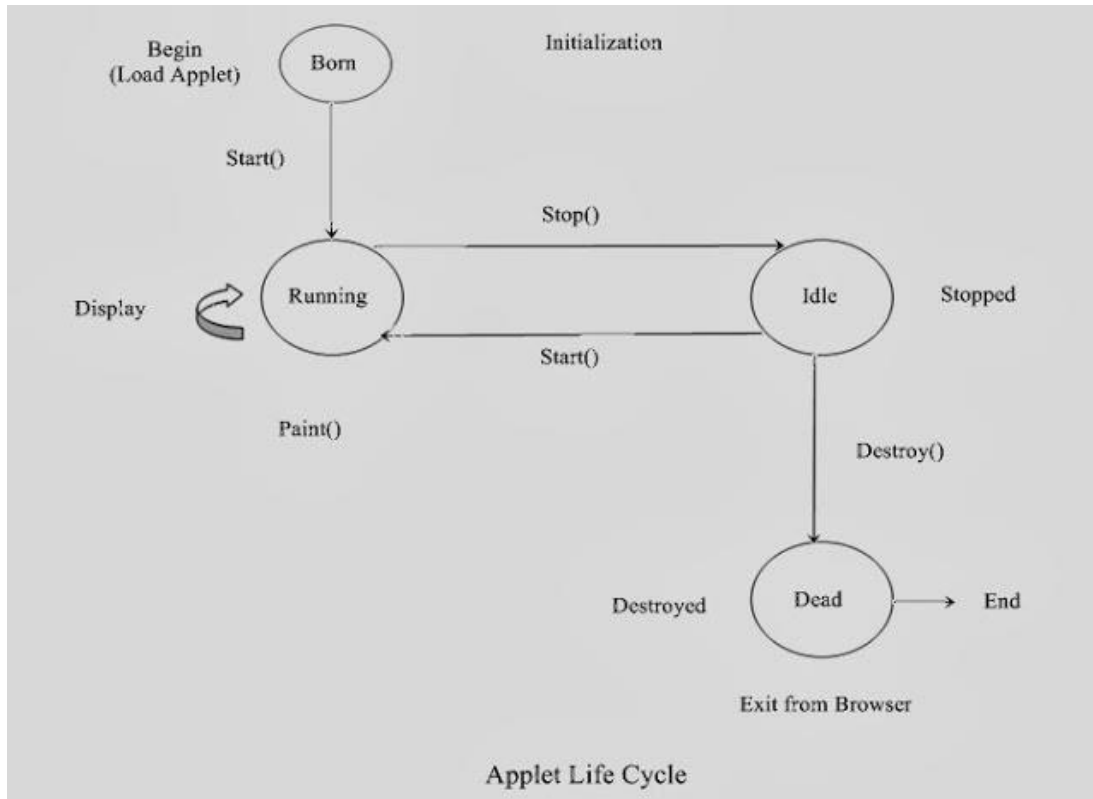 Begin
(Load Applet)
Born
Initialization
Start()
Stop()
Display
Running
Idle
Stopped
Start()
Paint()
Destroy()
Destroyed
Dead
End
Exit from Browser
Applet Life Cycle